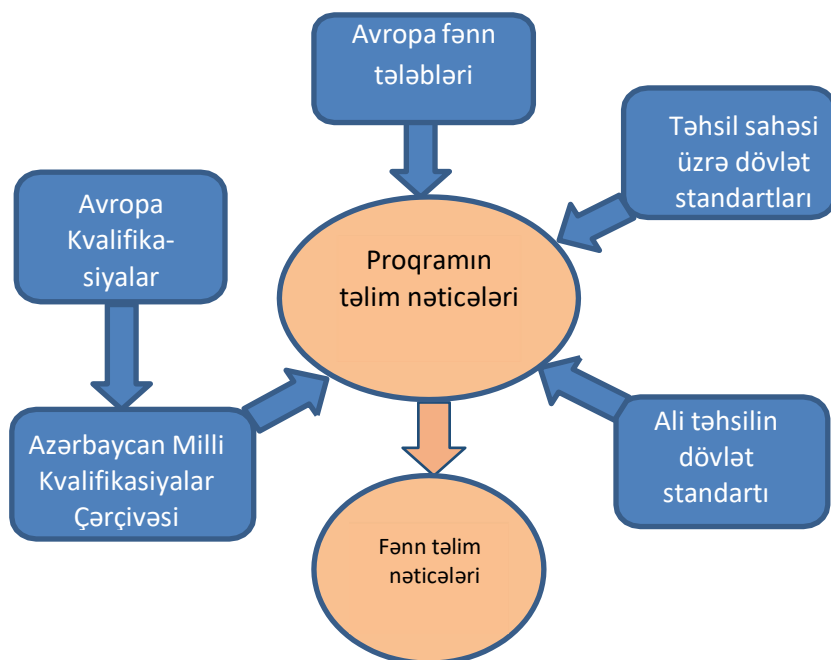 Avropa fənn
tələbləri
Təhsil sahəsi
üzrə dövlət
standartları
Avropa
Kvalifika-
siyalar
Proqramın
təlim nəticələri
Azərbaycan Milli
Kvalifikasiyalar
Çərçivəsi
Ali təhsilin
dövlət
standartı
Fənn təlim
nəticələri